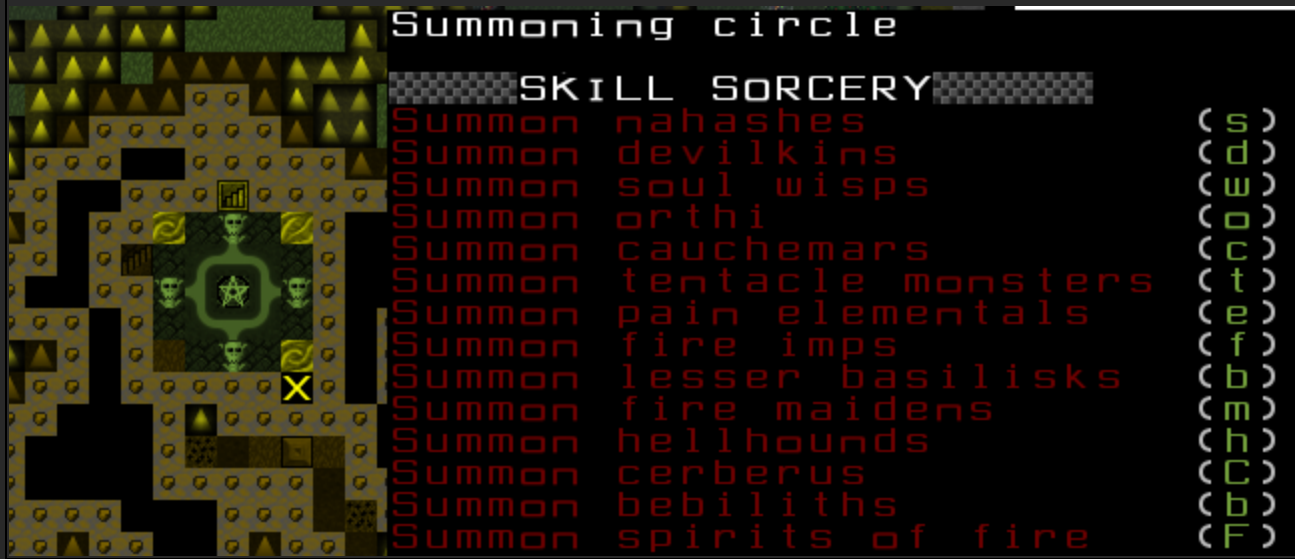 Summoning circle
SKILL SORCERY
Summon nahashes (s)
Summon devilkins (d)
Summon soul wisps (w)
Summon orthi (o)
Summon cauchemars (c)
Summon tentacle monsters (t)
Summon pain elementals (e)
Summon fire imps (f)
Summon lesser basilisks (b)
Summon fire maidens (m)
Summon hellhounds (h)
Summon cerberus (C)
Summon bebiliths (b)
Summon spirits of fire (F)
X